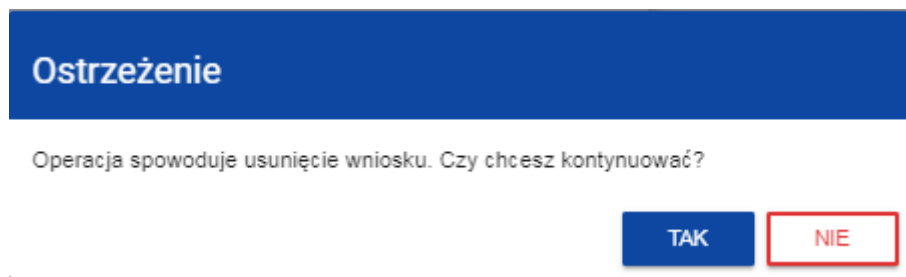 Ostrzeżenie
Operacja spowoduje usunięcie wniosku. Czy chcesz kontynuować?
TAK NIE